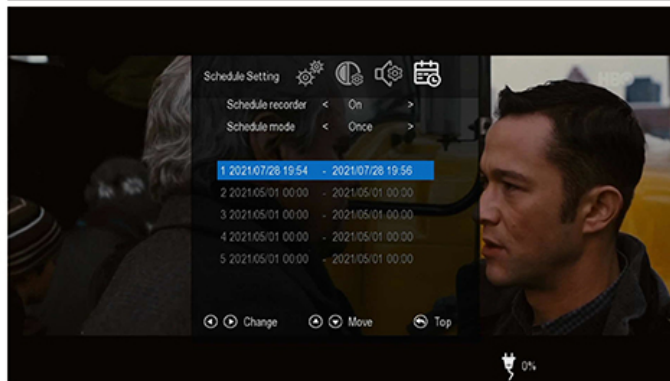 Schedule Setting
Schedule recorder < On >
Schedule mode < Once >
1 2021/07/28 19:54 - 2021/07/28 19:56
2 2021/05/01 00:00 - 2021/05/01 00:00
3 2021/05/01 00:00 - 2021/05/01 00:00
4 2021/05/01 00:00 - 2021/05/01 00:00
5 2021/05/01 00:00 - 2021/05/01 00:00
Change Move Top
0%